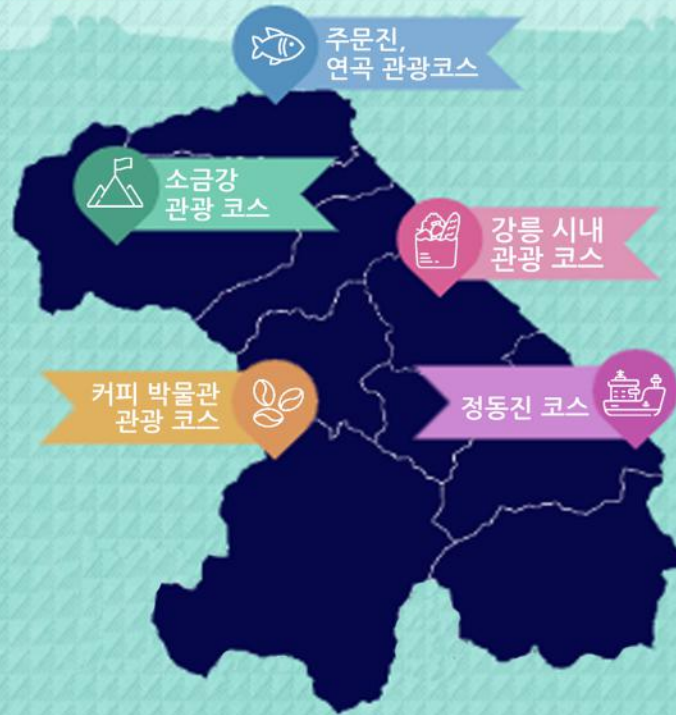 주문진,
연곡 관광코스
소금강
관광 코스
강릉 시내
관광 코스
커피 박물관
관광 코스
정동진 코스